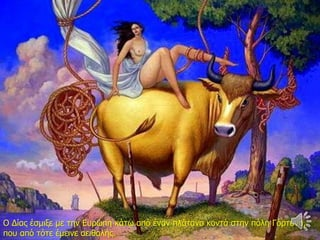 Ο Δίας έσμιξε με την Ευρώπη κάτω από έναν πλάτανο κοντά στην πόλη Γόρτυ
που από τότε έμεινε αειθαλής.